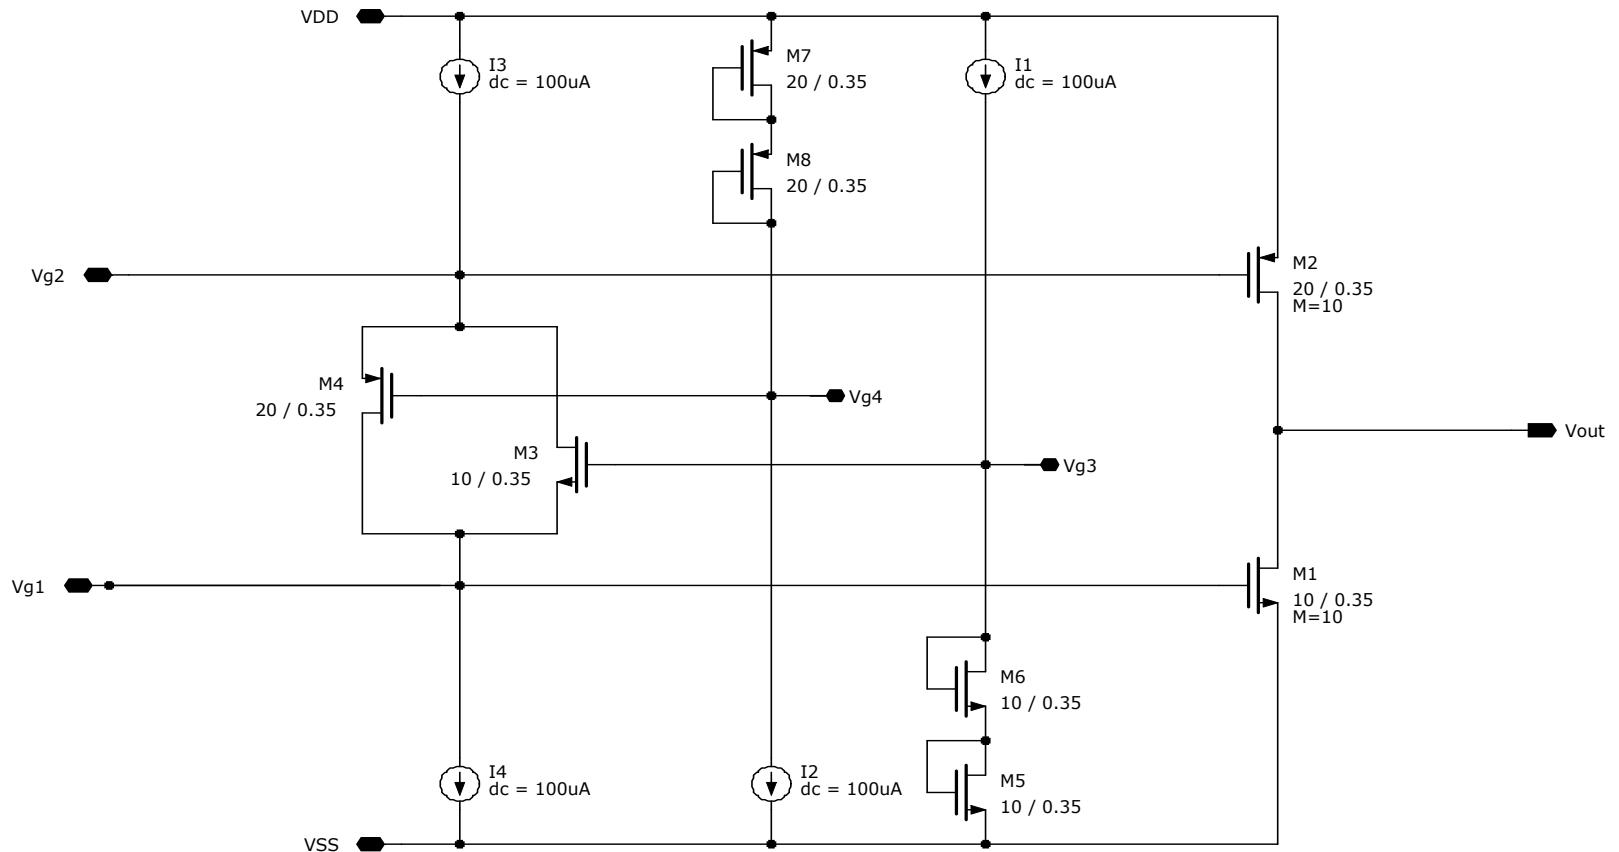 VDD
I3
dc = 100uA
M7
20 / 0.35
I1
dc = 100uA
M8
20 / 0.35
Vg2
M2
20 / 0.35
M=10
M4
20 / 0.35
Vg4
Vout
M3
10 / 0.35
Vg3
Vg1
M1
10 / 0.35
M=10
M6
10 / 0.35
I4
dc = 100uA
I2
dc = 100uA
M5
10 / 0.35
VSS